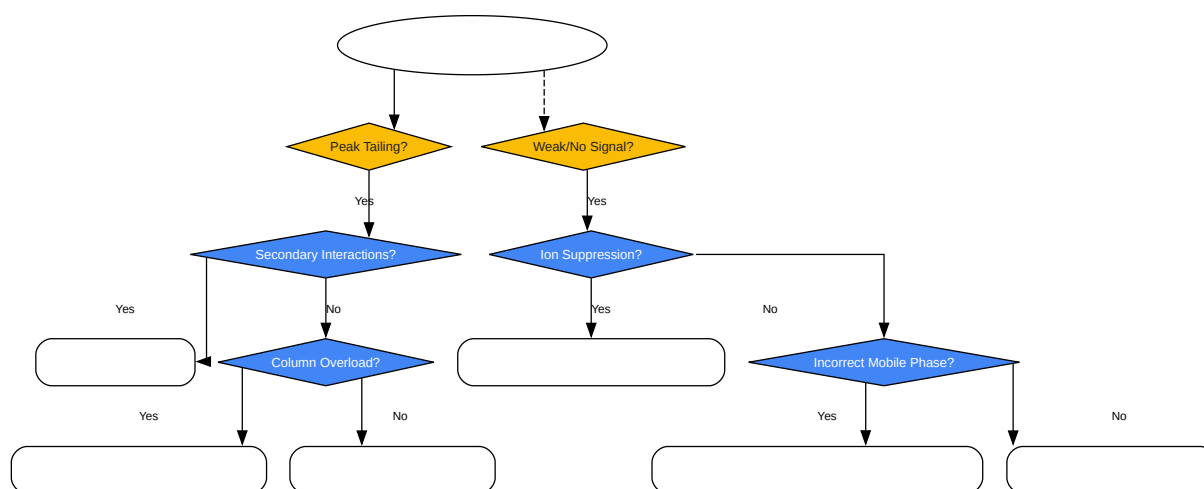 Peak Tailing?
Weak/No Signal?
Yes
Yes
Secondary Interactions?
Ion Suppression?
Yes
No
Yes
No
Column Overload?
Incorrect Mobile Phase?
Yes
No
Yes
No